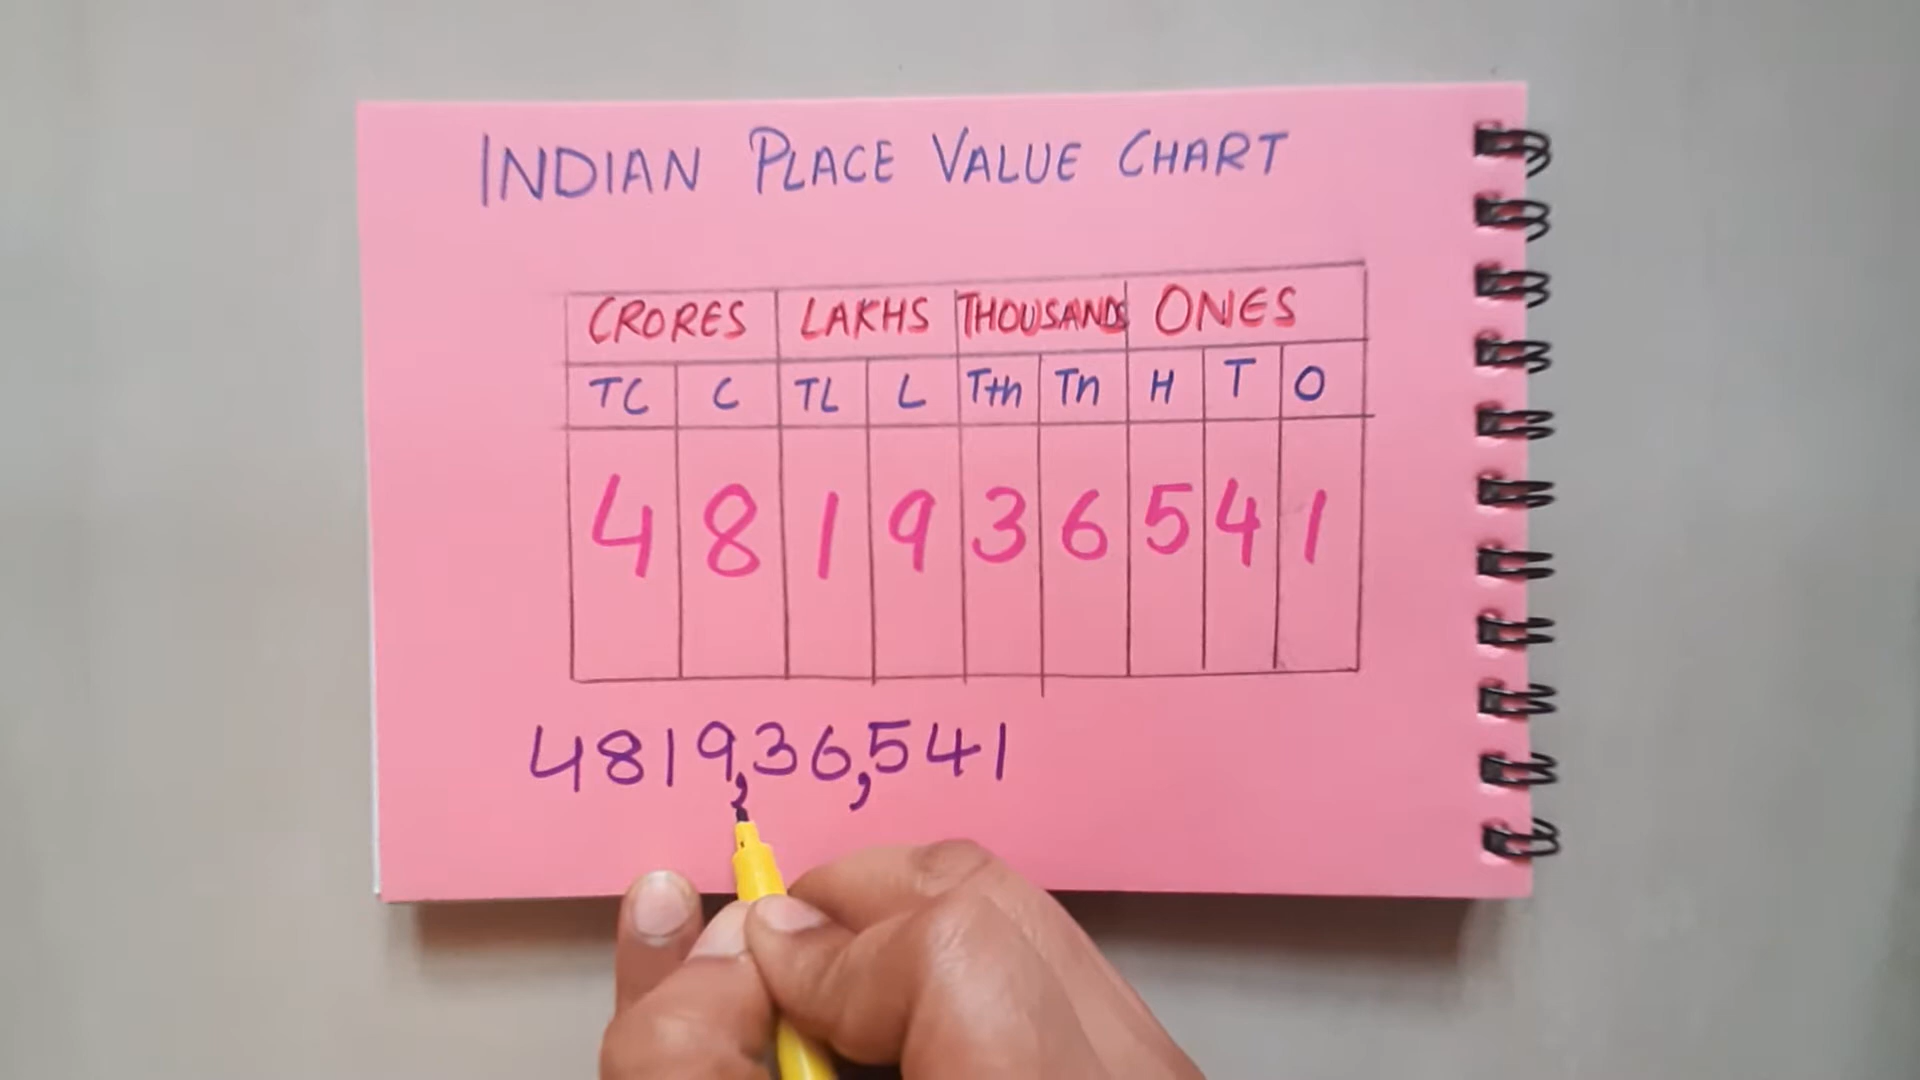 INDIAN PLACE VALUE CHART
CRORES LAKHS THOUSANDS ONES
TC C TL L Tth Th H T O
4 8 1 9 3 6 5 4 1
4819,36,541